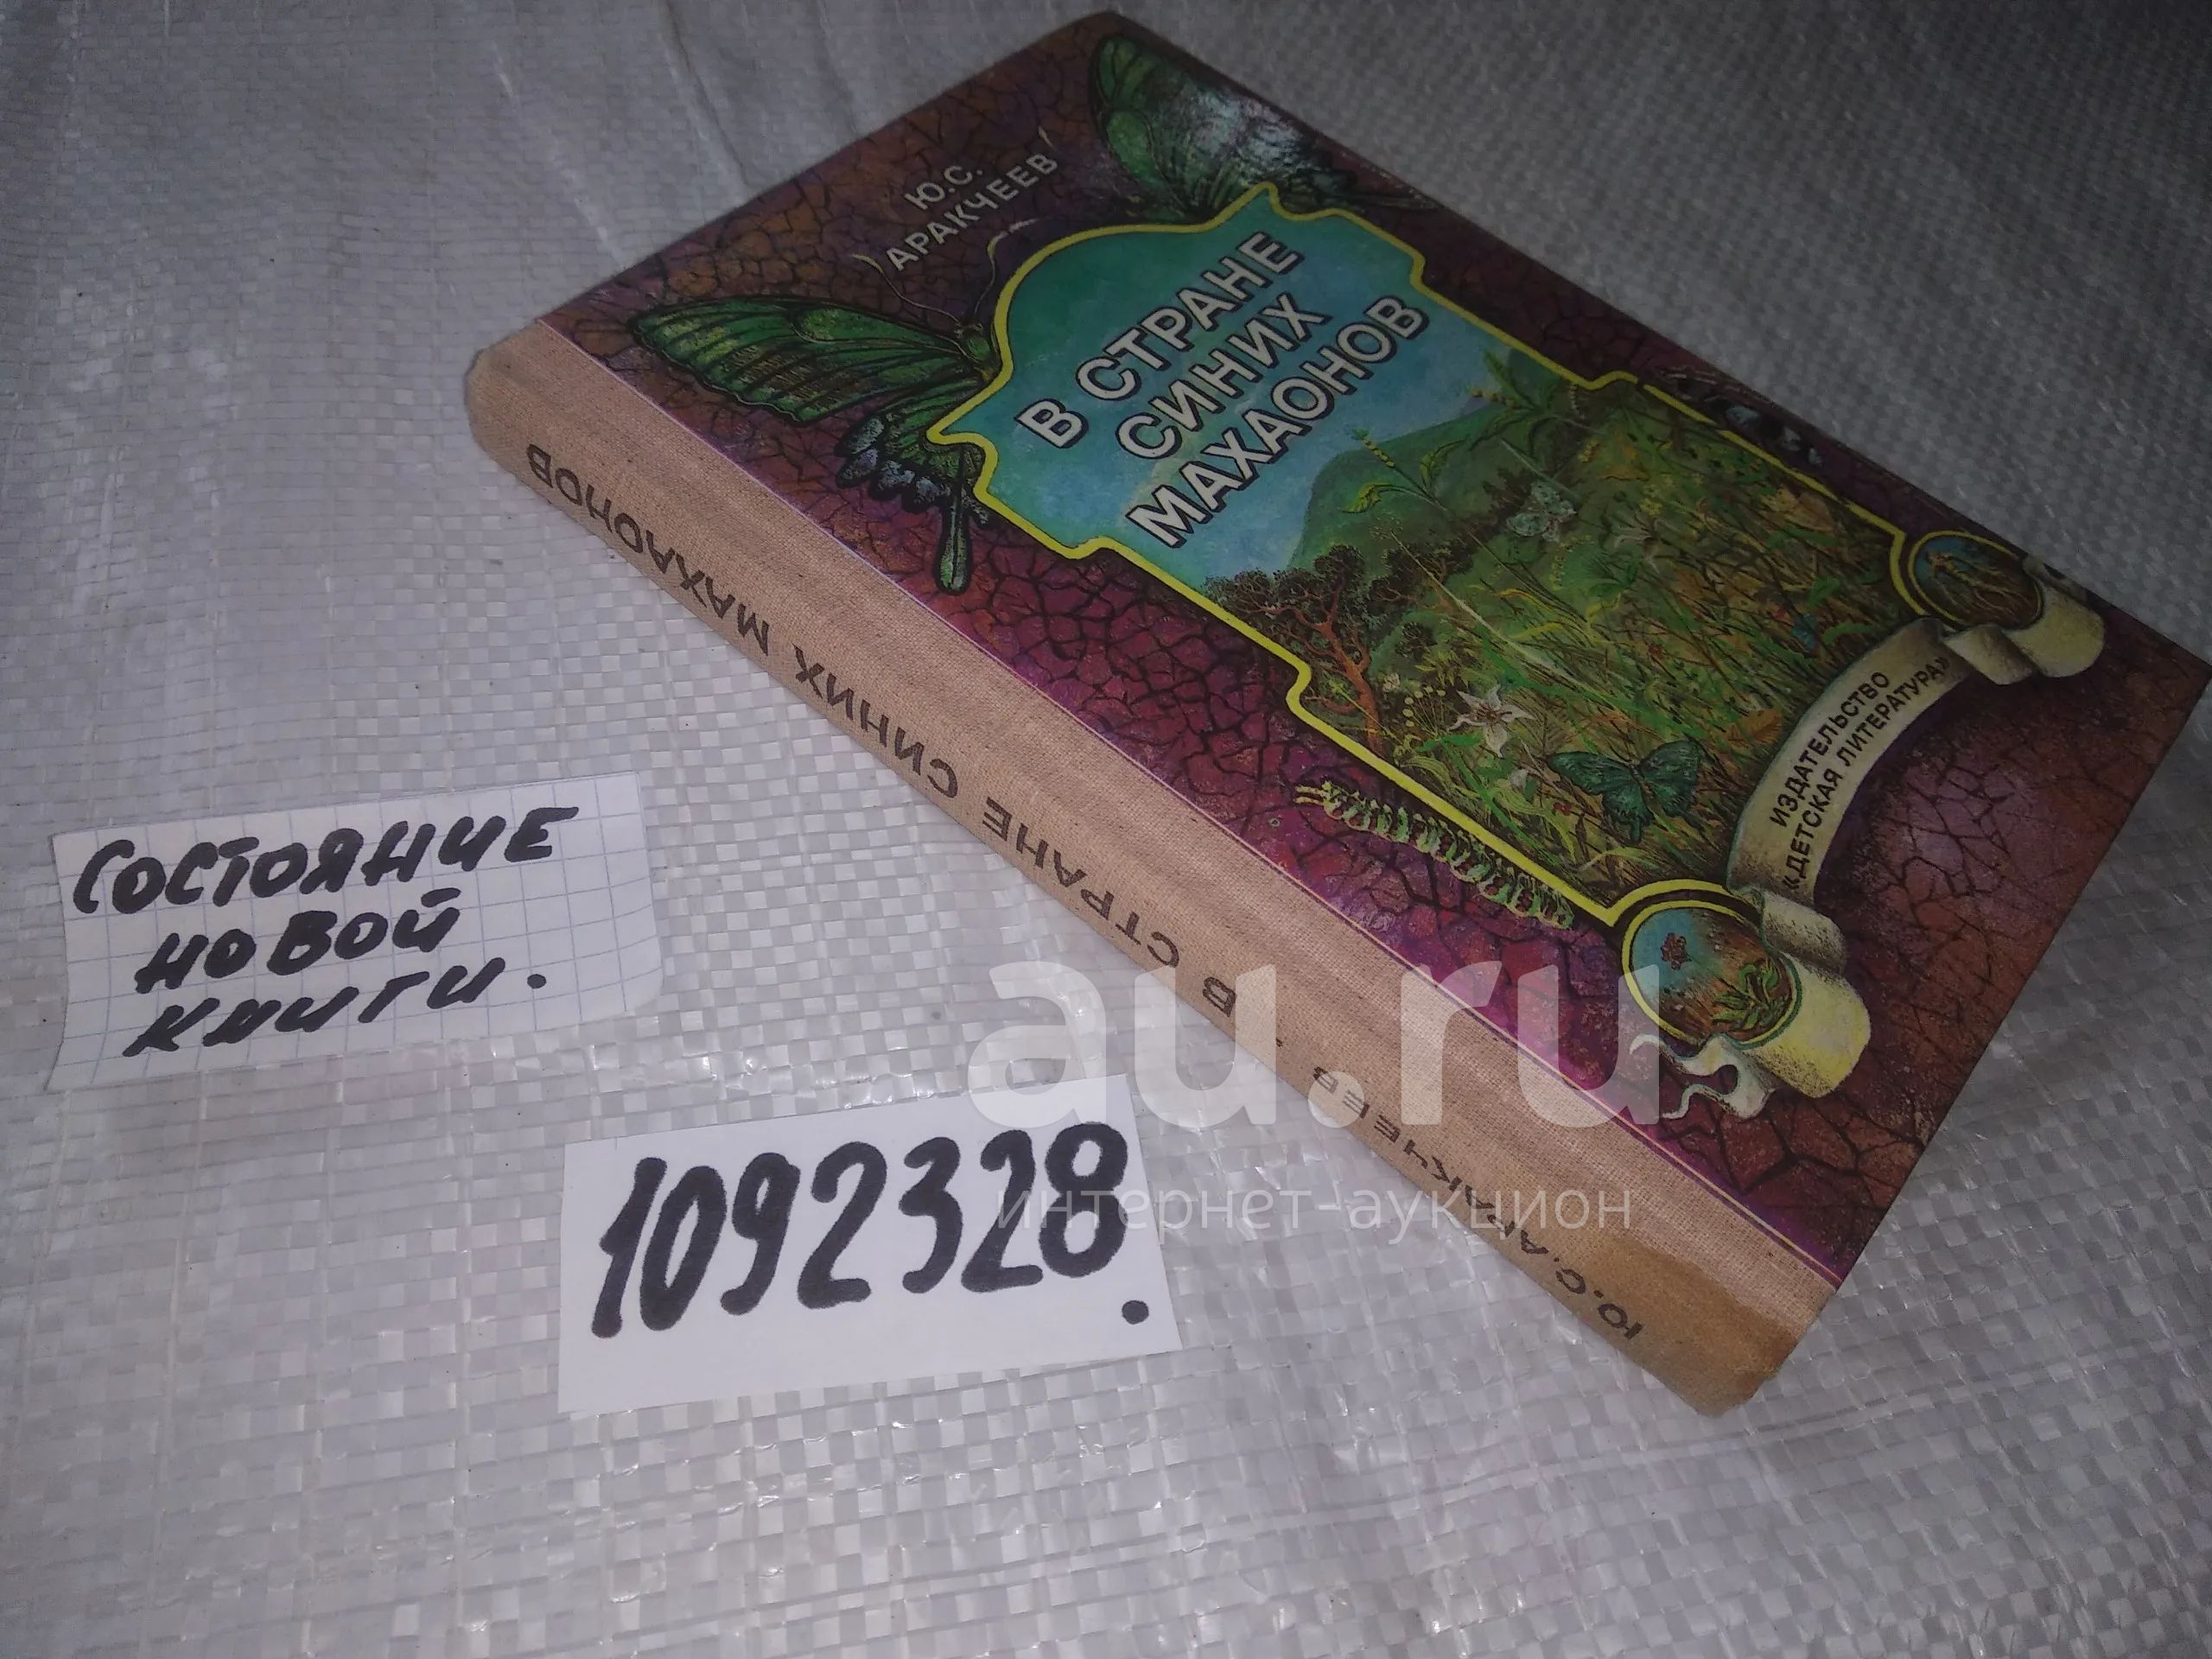 Ю.С.
АРАКЧЕЕВ
В СТРАНЕ
СИНИХ
МАХАОНОВ
ИЗДАТЕЛЬСТВО
«ДЕТСКАЯ ЛИТЕРАТУРА»
Ю.С.АРАКЧЕЕВ . В СТРАНЕ СИНИХ МАХАОНОВ
СОСТОЯНИЕ
НОВОЙ
КНИГИ.
1092328.
au.ru
интернет-аукцион